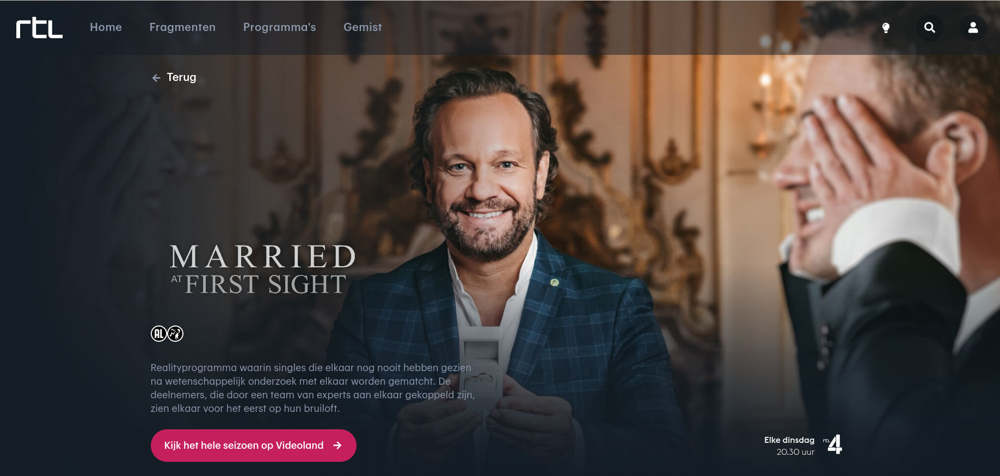 rtl
Home
Fragmenten
Programma's
Gemist
Terug
MARRIED
AT FIRST SIGHT
AL
Realityprogramma waarin singles die elkaar nog nooit hebben gezien
na wetenschappelijk onderzoek met elkaar worden gematcht. De
deelnemers, die door een team van experts aan elkaar gekoppeld zijn,
zien elkaar voor het eerst op hun bruiloft.
Kijk het hele seizoen op Videoland
Elke dinsdag
20.30 uur
rtl 4